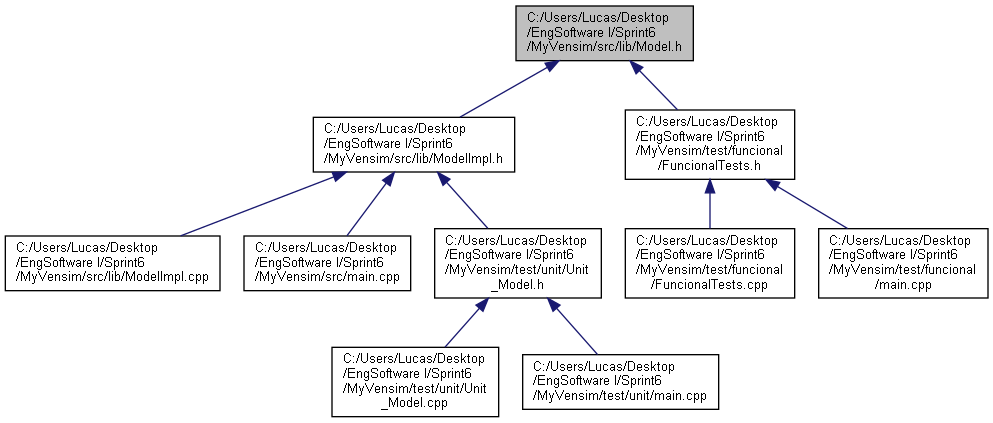 C:/Users/Lucas/Desktop
/EngSoftware I/Sprint6
/MyVensim/src/lib/Model.h
C:/Users/Lucas/Desktop
/EngSoftware I/Sprint6
/MyVensim/src/lib/ModelImpl.h
C:/Users/Lucas/Desktop
/EngSoftware I/Sprint6
/MyVensim/test/funcional
/FuncionalTests.h
C:/Users/Lucas/Desktop
/EngSoftware I/Sprint6
/MyVensim/src/lib/ModelImpl.cpp
C:/Users/Lucas/Desktop
/EngSoftware I/Sprint6
/MyVensim/src/main.cpp
C:/Users/Lucas/Desktop
/EngSoftware I/Sprint6
/MyVensim/test/unit/Unit
_Model.h
C:/Users/Lucas/Desktop
/EngSoftware I/Sprint6
/MyVensim/test/funcional
/FuncionalTests.cpp
C:/Users/Lucas/Desktop
/EngSoftware I/Sprint6
/MyVensim/test/funcional
/main.cpp
C:/Users/Lucas/Desktop
/EngSoftware I/Sprint6
/MyVensim/test/unit/Unit
_Model.cpp
C:/Users/Lucas/Desktop
/EngSoftware I/Sprint6
/MyVensim/test/unit/main.cpp